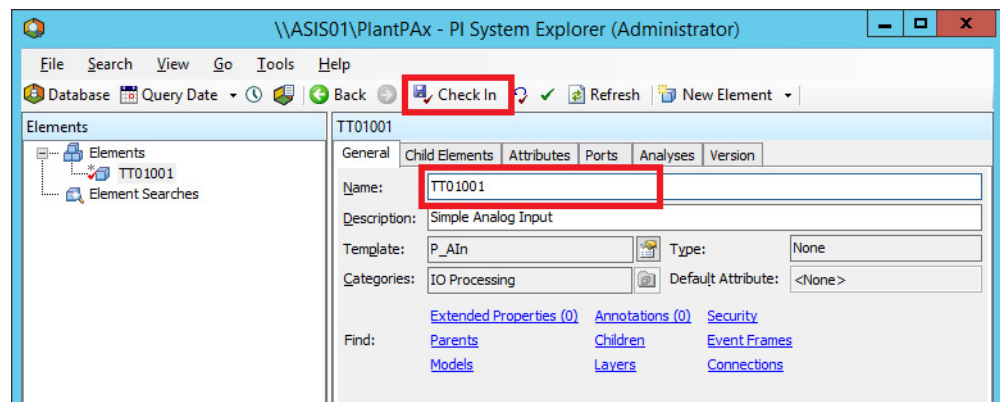 \\ASIS01\PlantPAx - PI System Explorer (Administrator)
File Search View Go Tools Help
Database Query Date Back Check In Refresh New Element
Elements
TT01001
Elements
TT01001
Element Searches
General Child Elements Attributes Ports Analyses Version
Name: TT01001
Description: Simple Analog Input
Template: P_AIn Type: None
Categories: IO Processing Default Attribute: <None>
Extended Properties (0) Annotations (0) Security
Find: Parents Children Event Frames
Models Layers Connections